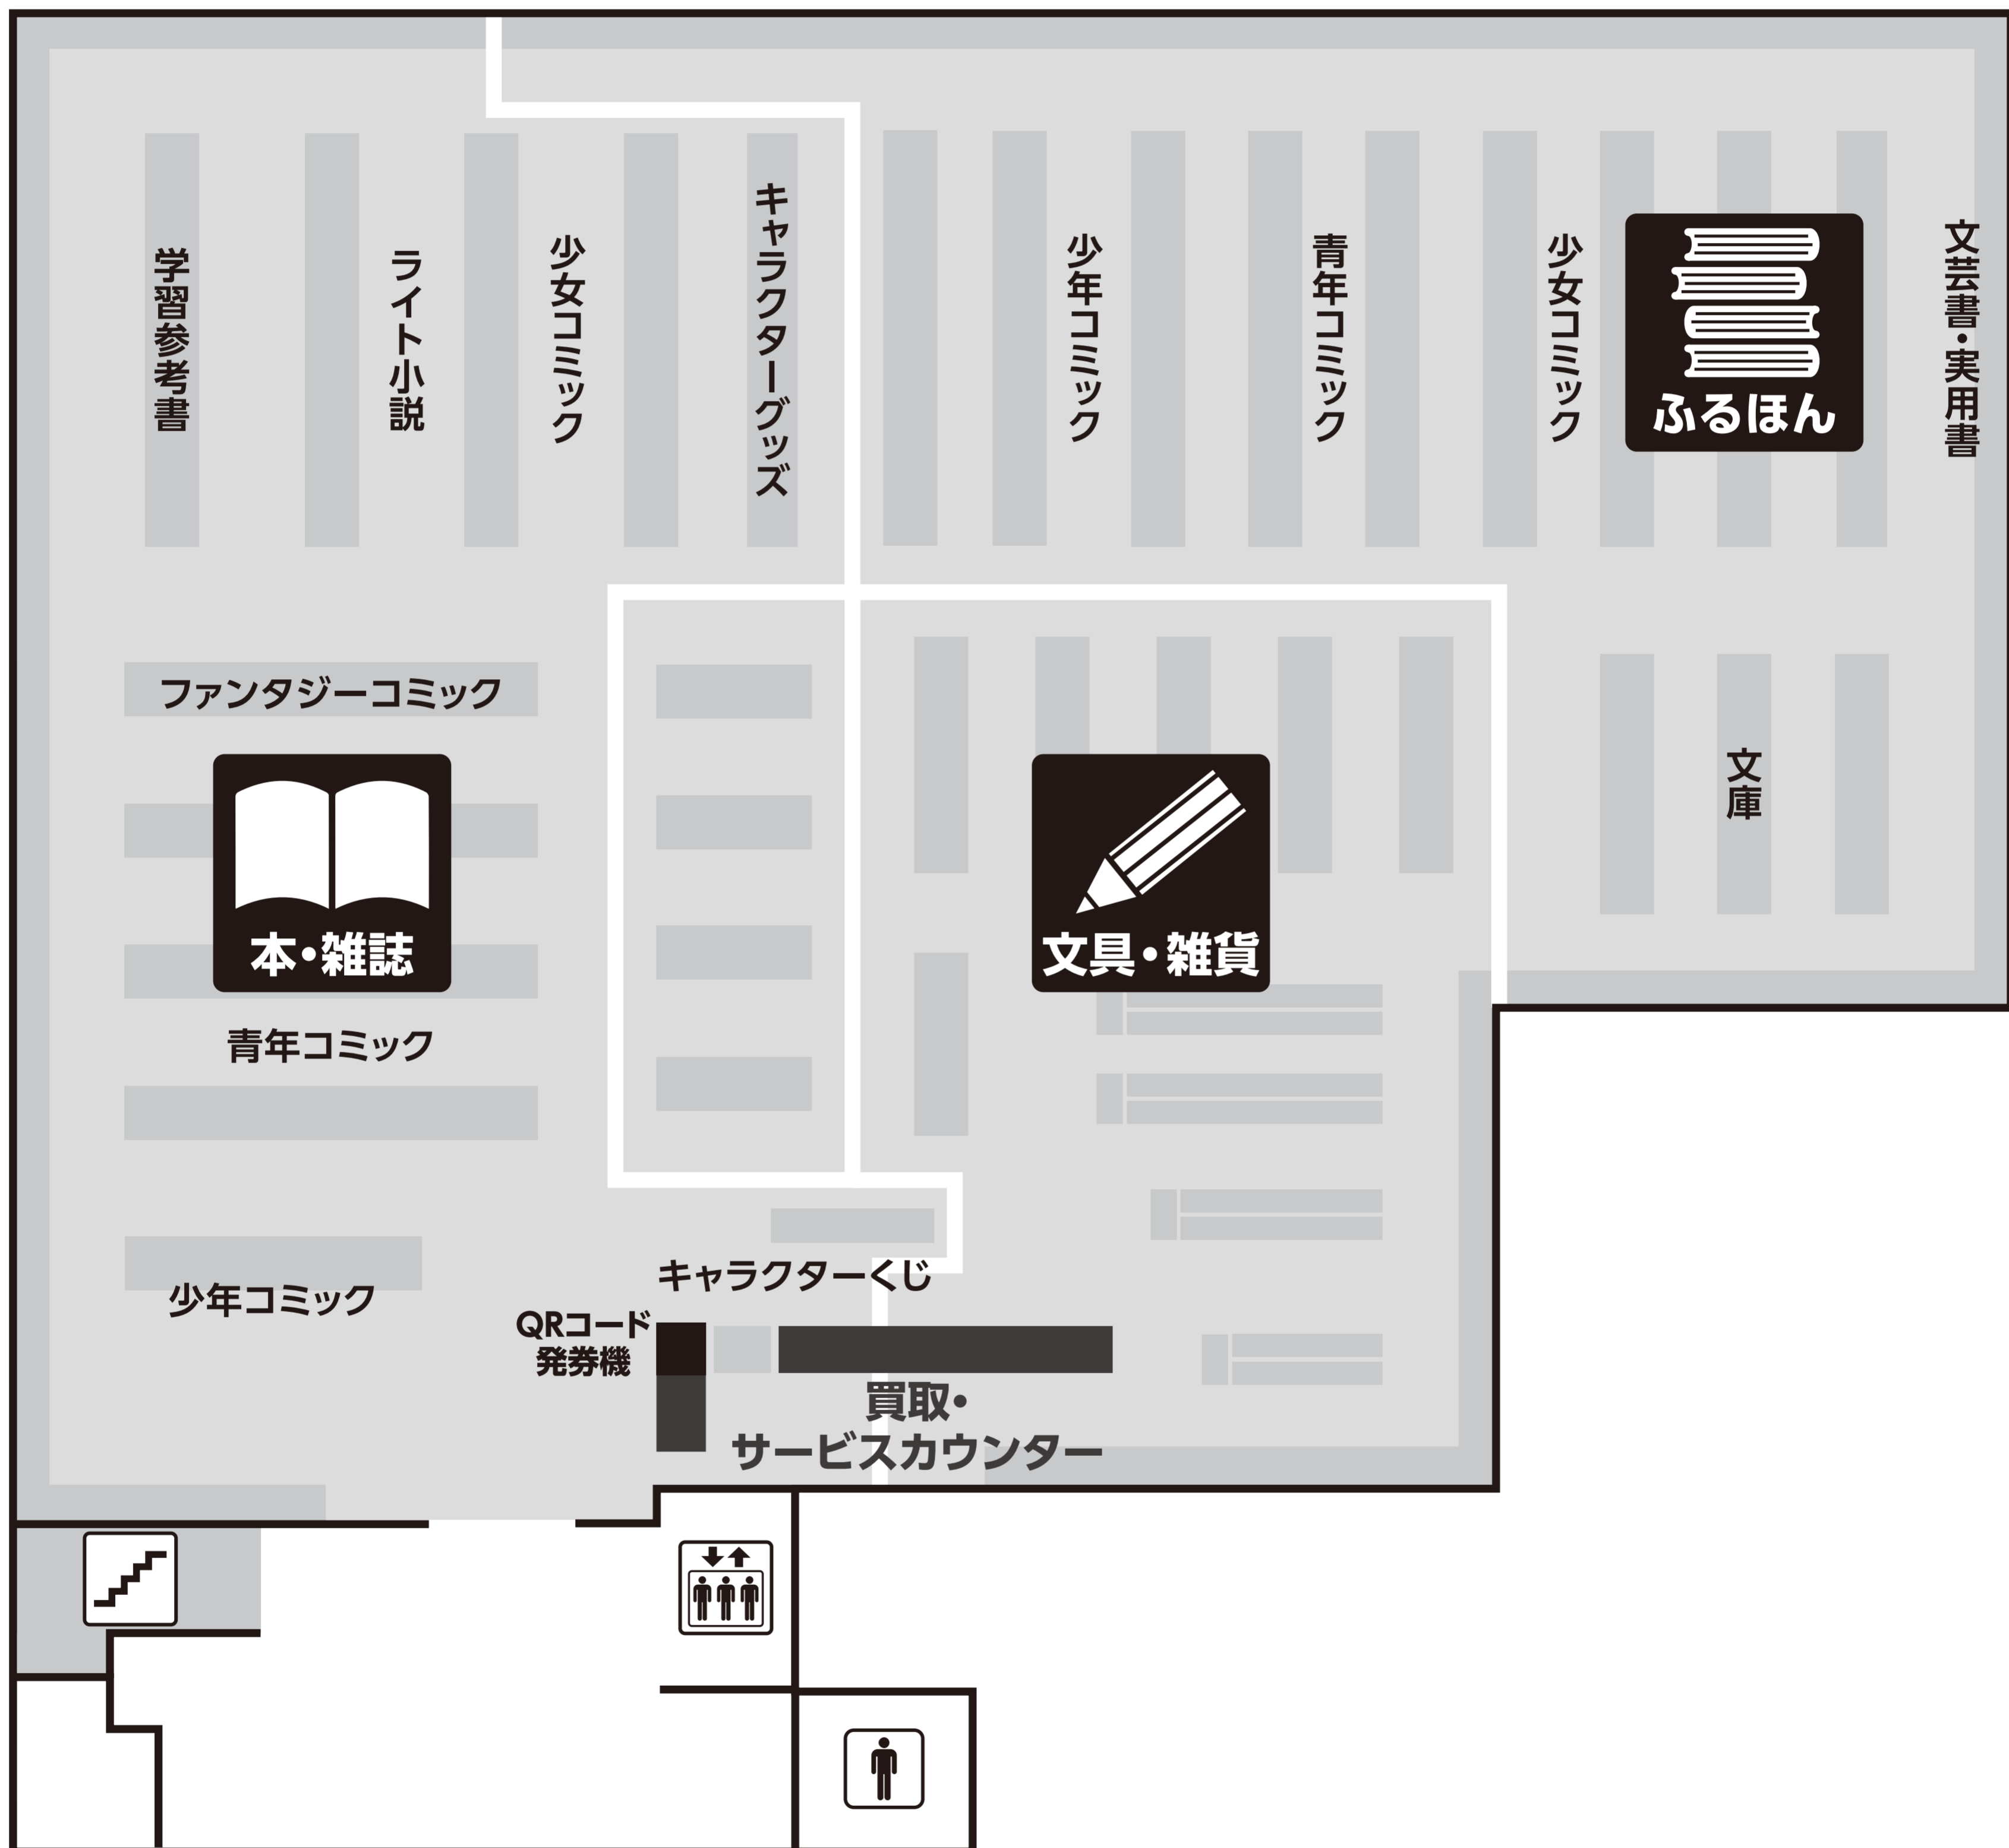 学習参考書
ライト小説
少女コミック
キャラクターグッズ
少年コミック
青年コミック
少女コミック
ふるほん
文芸書・実用書
ファンタジーコミック
文庫
本・雑誌
文具・雑貨
青年コミック
少年コミック
キャラクターくじ
QRコード
発券機
買取・
サービスカウンター